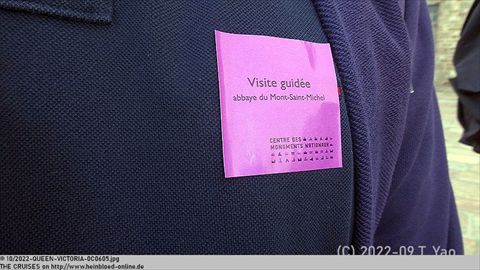 Visite guidée
abbaye du Mont-Saint-Michel
CENTRE DES
MONUMENTS NATIONAUX
(C) 2022-09 T. Yao
© 10/2022-QUEEN-VICTORIA-0C0605.jpg
THE CRUISES on http://www.heinbloed-online.de